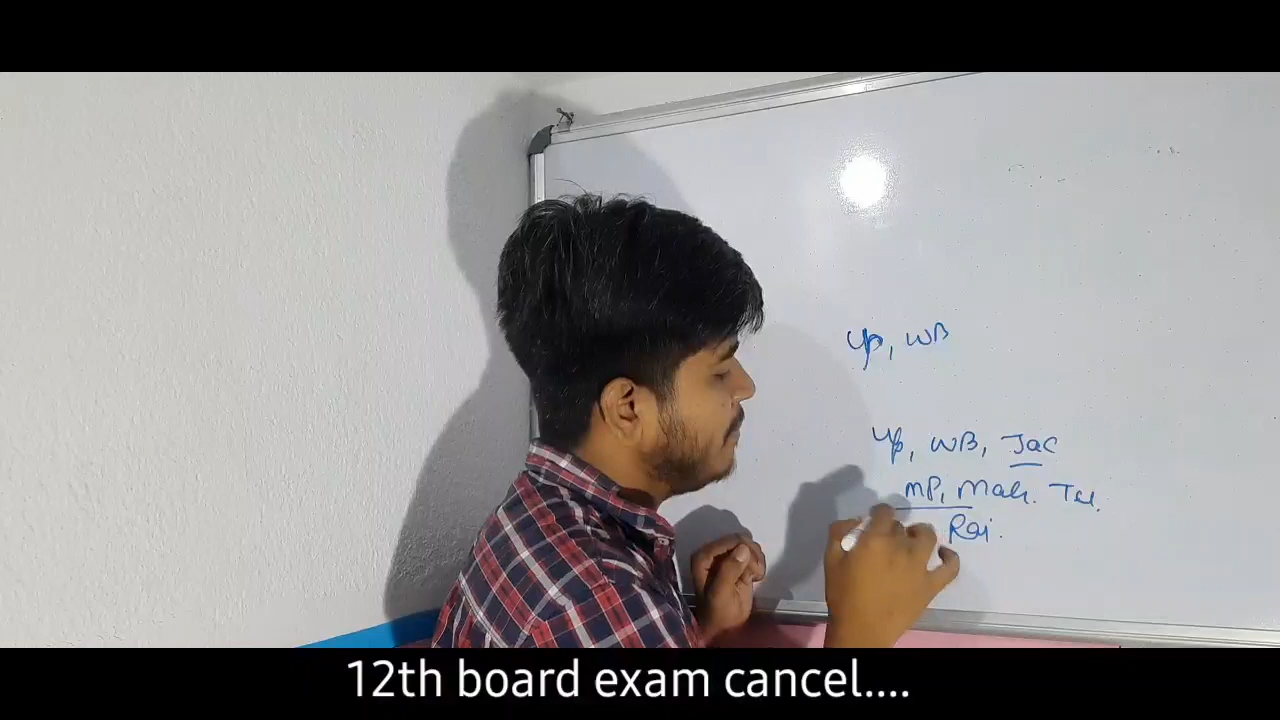 UP, WB
UP, WB, Jac
MP, Mah. Tel.
Raj.
12th board exam cancel....